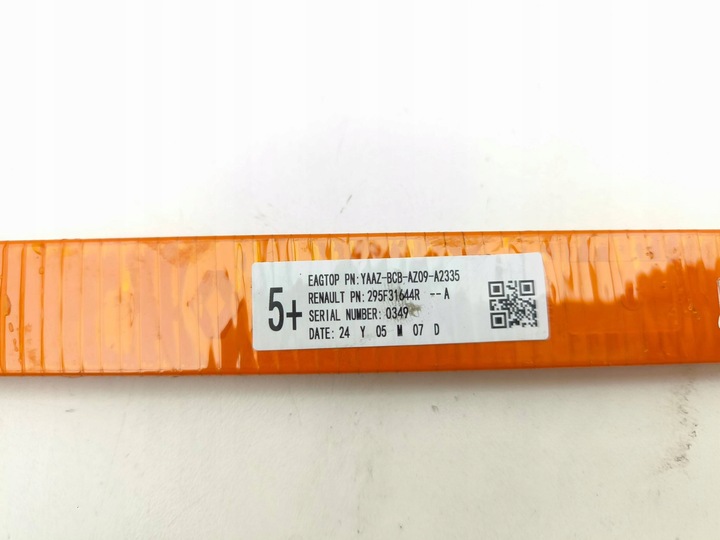 5+
EAGTOP PN:YAAZ-BCB-AZ09-A2335
RENAULT PN: 295F31644R --A
SERIAL NUMBER: 0349
DATE: 24 Y 05 M 07 D